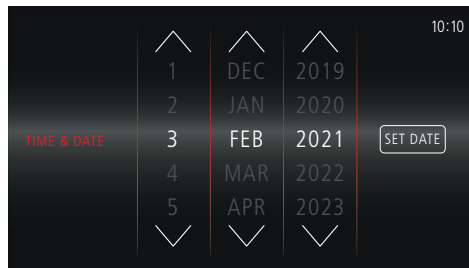 10:10
1 DEC 2019
2 JAN 2020
TIME & DATE 3 FEB 2021 SET DATE
4 MAR 2022
5 APR 2023